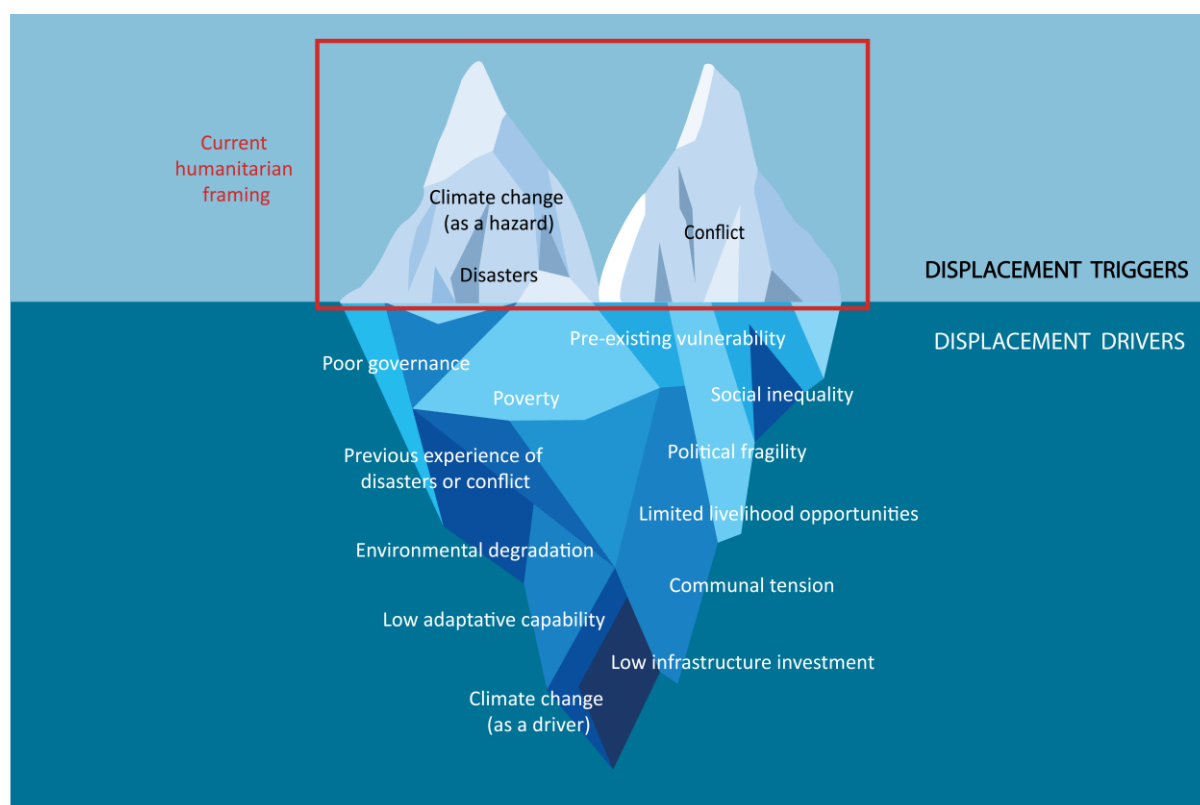 Current
humanitarian
framing
Climate change
(as a hazard)
Disasters
Conflict
DISPLACEMENT TRIGGERS
DISPLACEMENT DRIVERS
Pre-existing vulnerability
Poor governance
Poverty
Social inequality
Previous experience of
disasters or conflict
Political fragility
Limited livelihood opportunities
Environmental degradation
Communal tension
Low adaptative capability
Low infrastructure investment
Climate change
(as a driver)